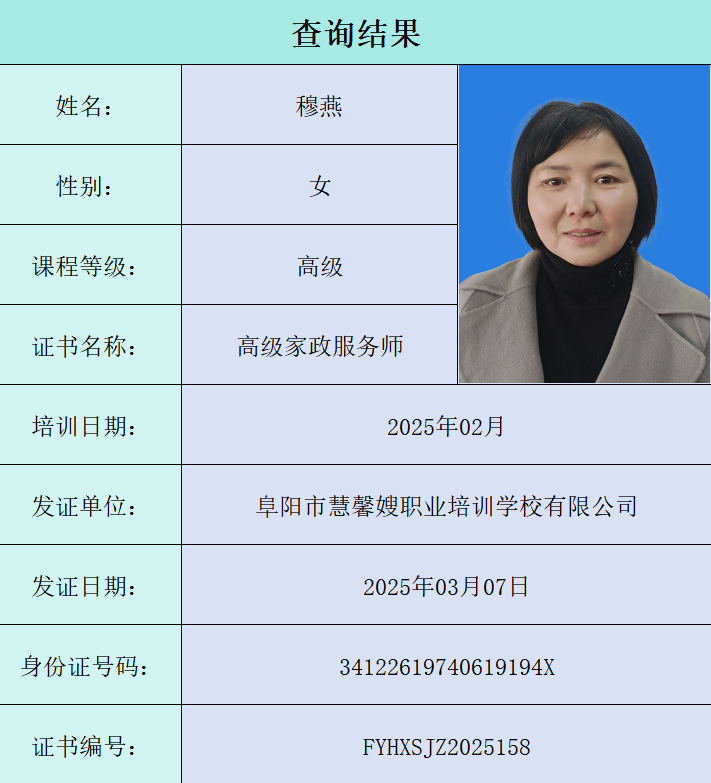 查询结果
姓名： 穆燕
性别： 女
课程等级： 高级
证书名称： 高级家政服务师
培训日期： 2025年02月
发证单位： 阜阳市慧馨嫂职业培训学校有限公司
发证日期： 2025年03月07日
身份证号码： 34122619740619194X
证书编号： FYHXSJZ2025158